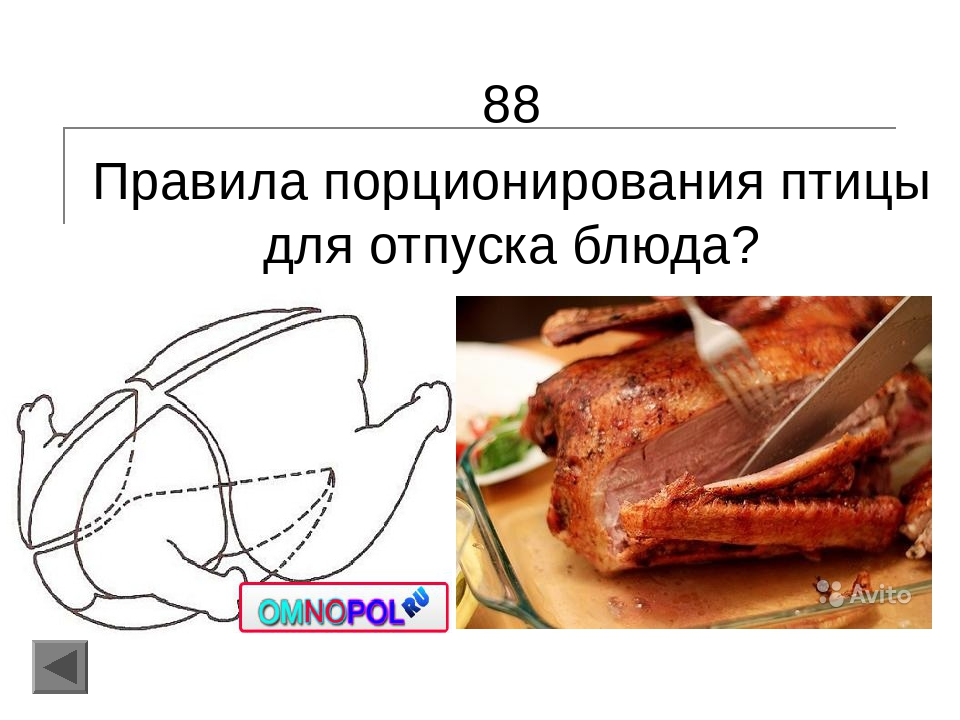 88
Правила порционирования птицы
для отпуска блюда?
OMNOPOL RU
Avito